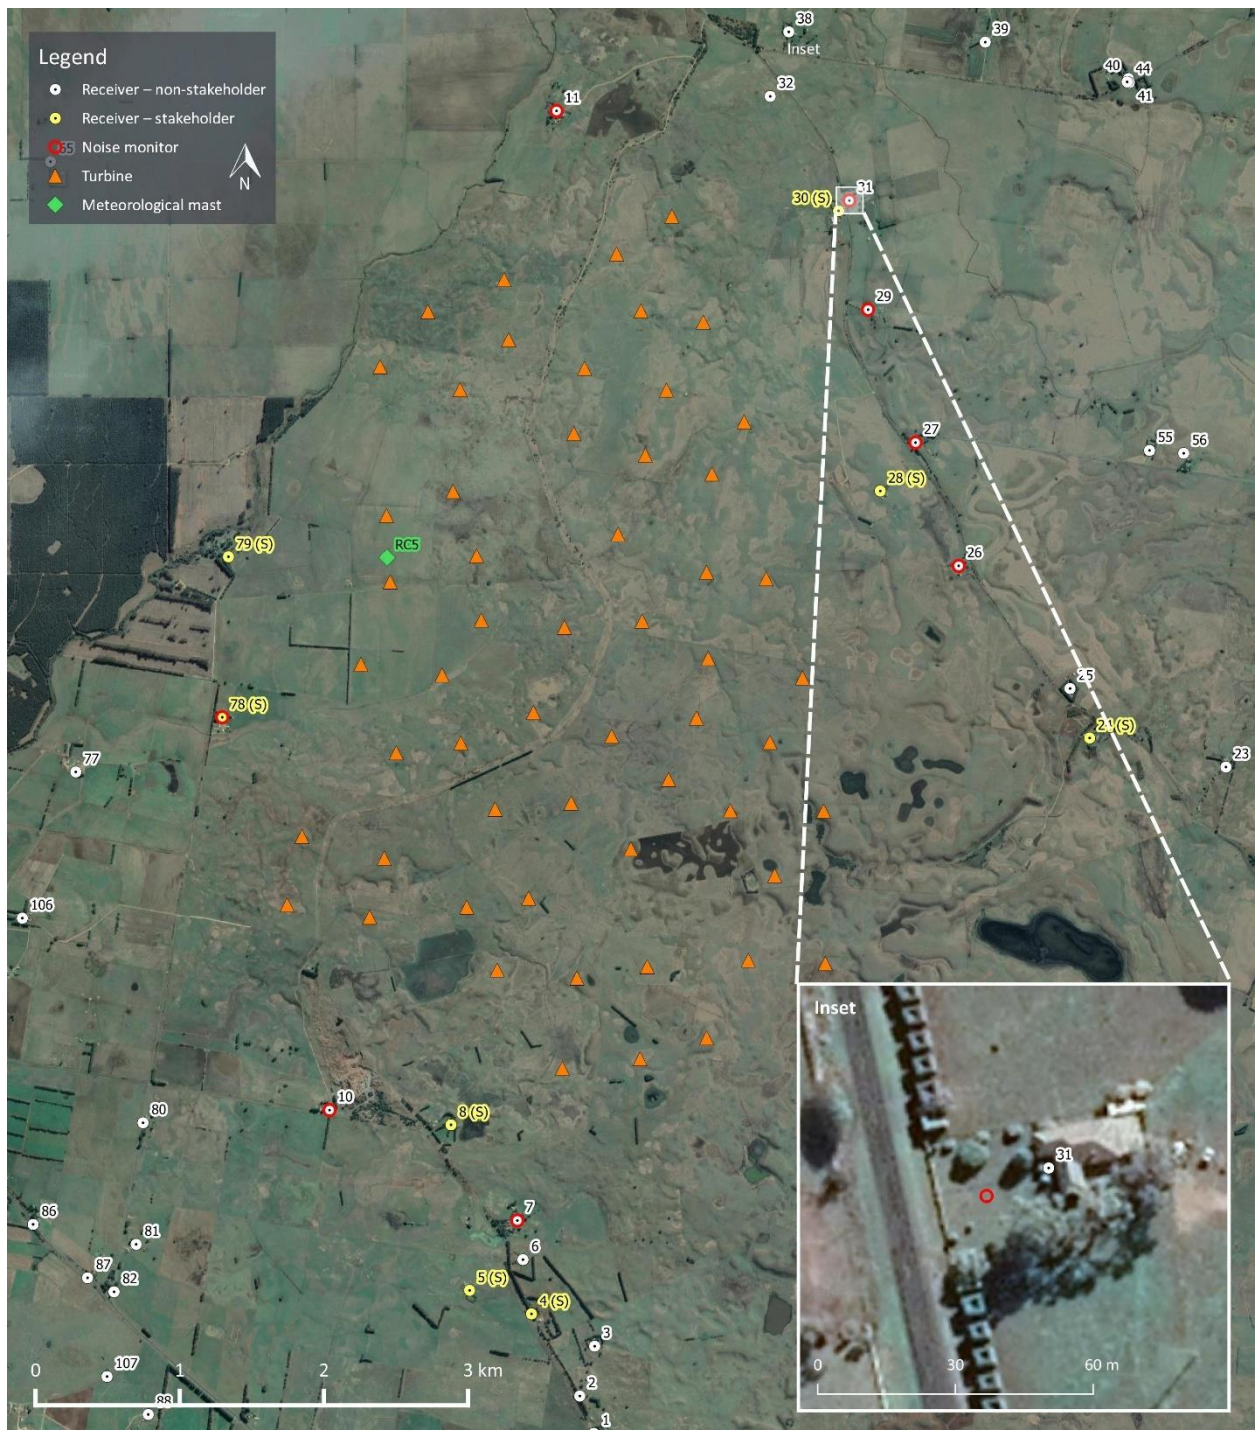 38
Inset
39
32
40
44
41
Legend
Receiver – non-stakeholder
Receiver – stakeholder
Noise monitor
Turbine
Meteorological mast
N
11
30 (S)
31
29
27
55
56
28 (S)
79 (S)
RC5
26
25
78 (S)
24 (S)
77
23
106
Inset
10
8 (S)
80
31
7
86
81
6
87
82
5 (S)
4 (S)
3
107
0
1
2
3 km
0
30
60 m
2
88
1